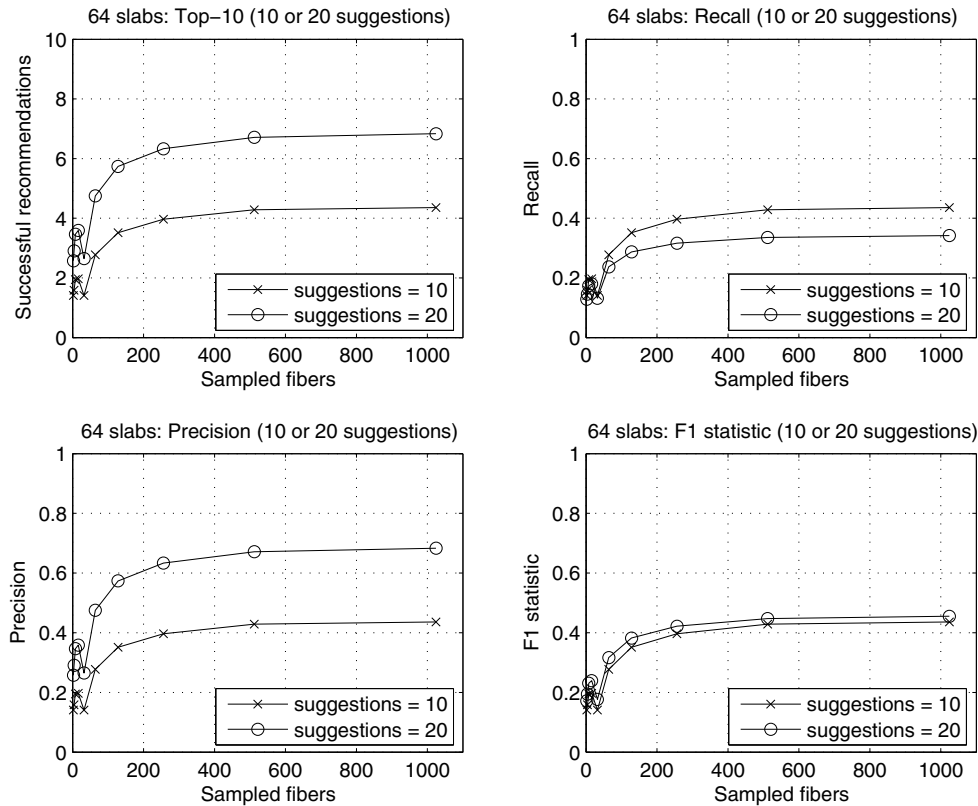 64 slabs: Top-10 (10 or 20 suggestions)
Successful recommendations
10
8
6
4
2
0
0 200 400 600 800 1000
Sampled fibers
suggestions = 10
suggestions = 20
64 slabs: Recall (10 or 20 suggestions)
Recall
1
0.8
0.6
0.4
0.2
0
0 200 400 600 800 1000
Sampled fibers
suggestions = 10
suggestions = 20
64 slabs: Precision (10 or 20 suggestions)
Precision
1
0.8
0.6
0.4
0.2
0
0 200 400 600 800 1000
Sampled fibers
suggestions = 10
suggestions = 20
64 slabs: F1 statistic (10 or 20 suggestions)
F1 statistic
1
0.8
0.6
0.4
0.2
0
0 200 400 600 800 1000
Sampled fibers
suggestions = 10
suggestions = 20